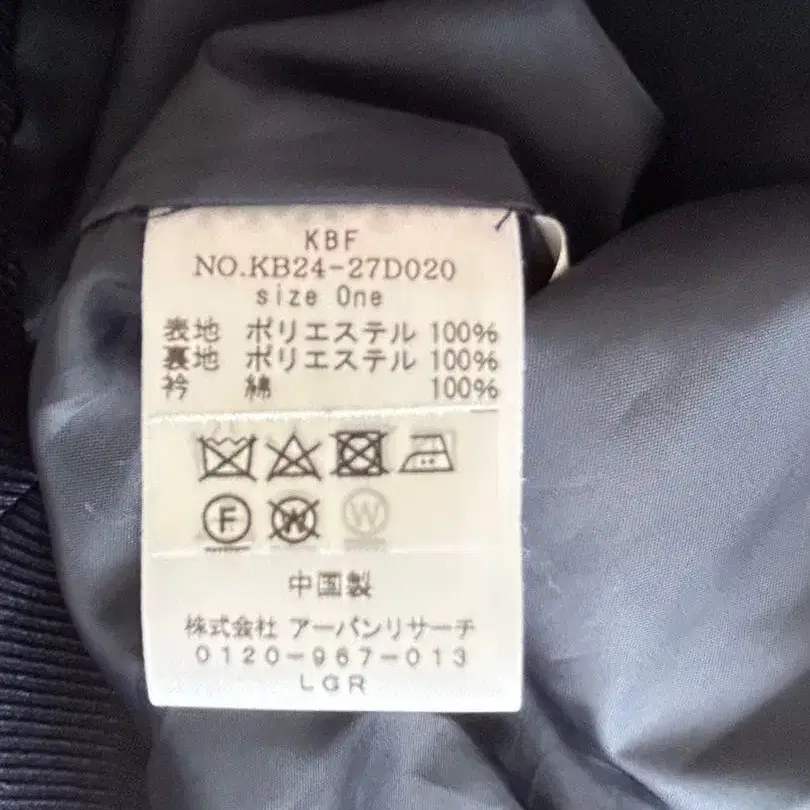 KBF
NO.KB24-27D020
size One
表地 ポリエステル 100%
裏地 ポリエステル 100%
衿 綿 100%
F W W
中国製
株式会社 アーバンリサーチ
0120-967-013
LGR